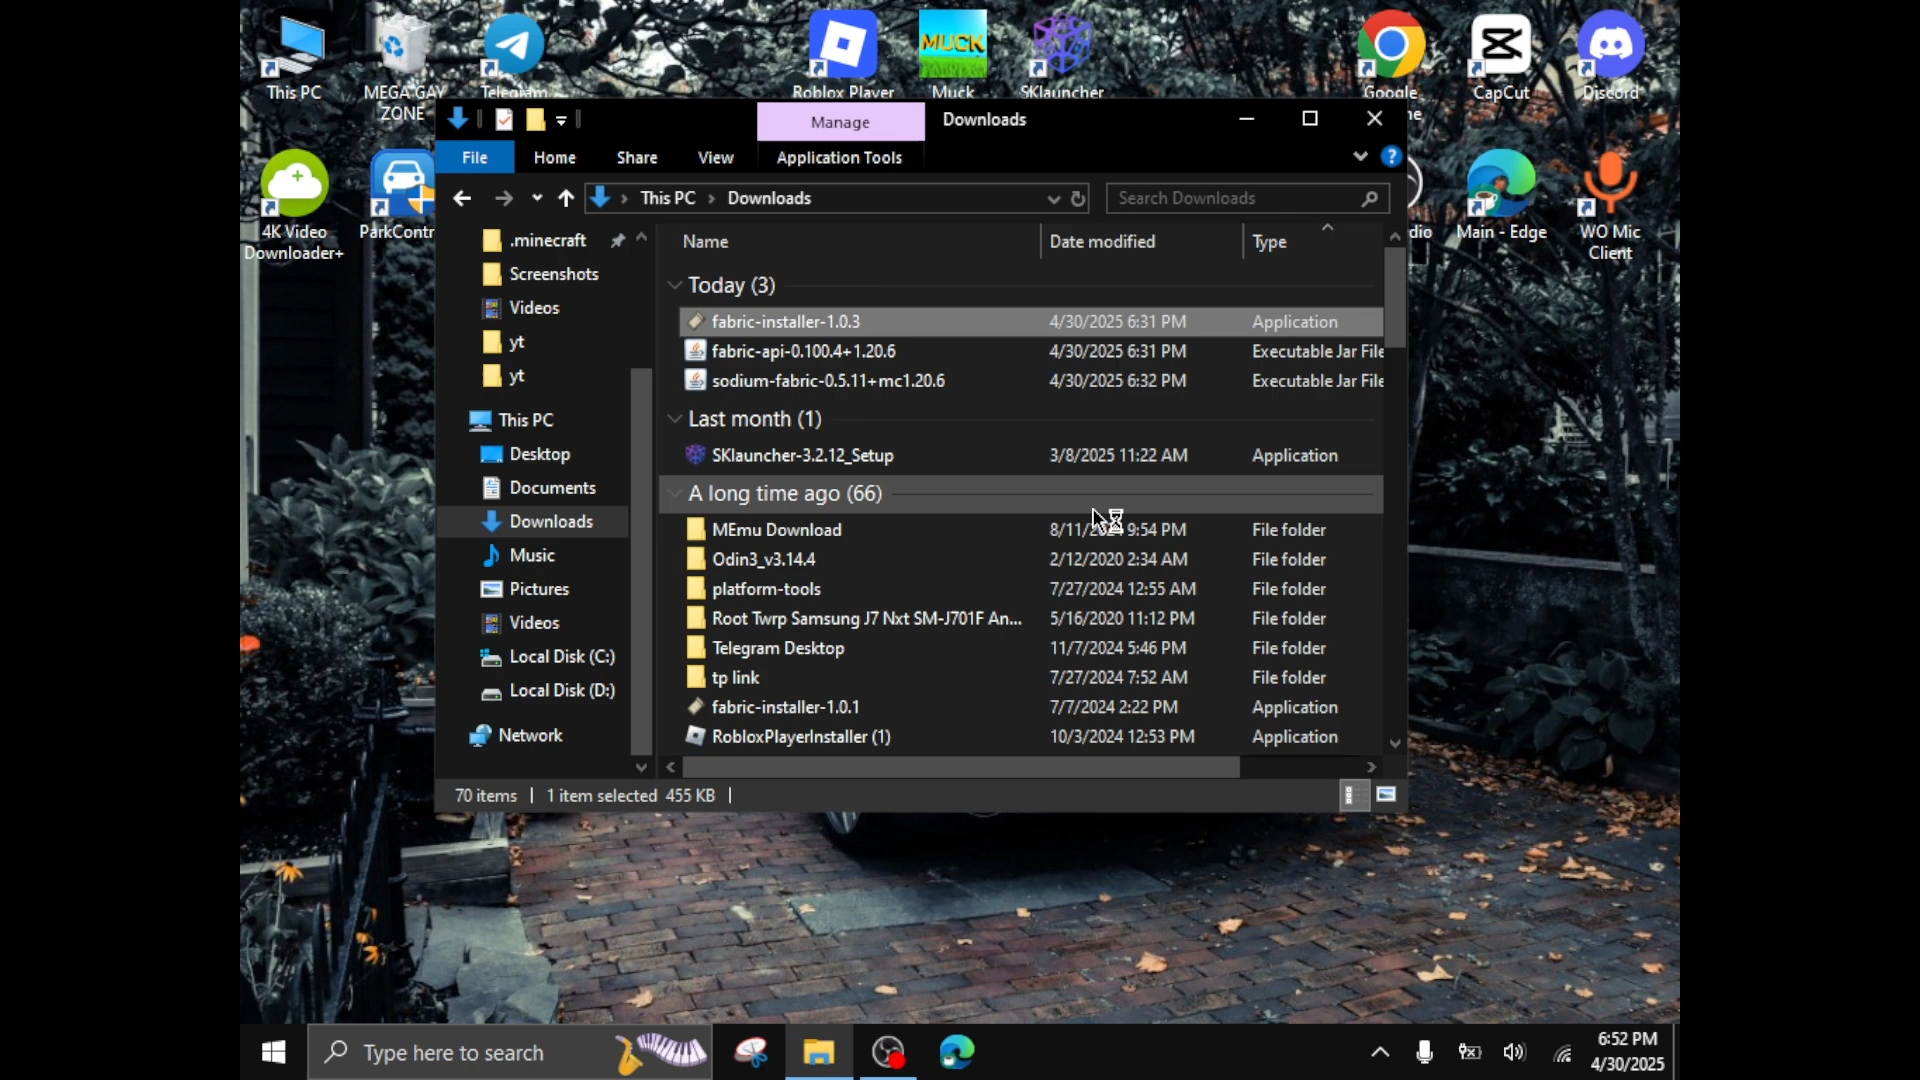 This PC
MEGA GAY
ZONE
Telegram
Roblox Player
MUCK
Muck
SKlauncher
Google
CapCut
Discord
4K Video
Downloader+
ParkContr
Main - Edge
WO Mic
Client
Manage
Downloads
File
Home
Share
View
Application Tools
This PC
Downloads
Search Downloads
.minecraft
Screenshots
Videos
yt
yt
This PC
Desktop
Documents
Downloads
Music
Pictures
Videos
Local Disk (C:)
Local Disk (D:)
Network
Name Date modified Type
Today (3)
fabric-installer-1.0.3 4/30/2025 6:31 PM Application
fabric-api-0.100.4+1.20.6 4/30/2025 6:31 PM Executable Jar File
sodium-fabric-0.5.11+mc1.20.6 4/30/2025 6:32 PM Executable Jar File
Last month (1)
SKlauncher-3.2.12_Setup 3/8/2025 11:22 AM Application
A long time ago (66)
MEmu Download 8/11/2024 9:54 PM File folder
Odin3_v3.14.4 2/12/2020 2:34 AM File folder
platform-tools 7/27/2024 12:55 AM File folder
Root Twrp Samsung J7 Nxt SM-J701F An... 5/16/2020 11:12 PM File folder
Telegram Desktop 11/7/2024 5:46 PM File folder
tp link 7/27/2024 7:52 AM File folder
fabric-installer-1.0.1 7/7/2024 2:22 PM Application
RobloxPlayerInstaller (1) 10/3/2024 12:53 PM Application
70 items 1 item selected 455 KB
Type here to search
6:52 PM
4/30/2025